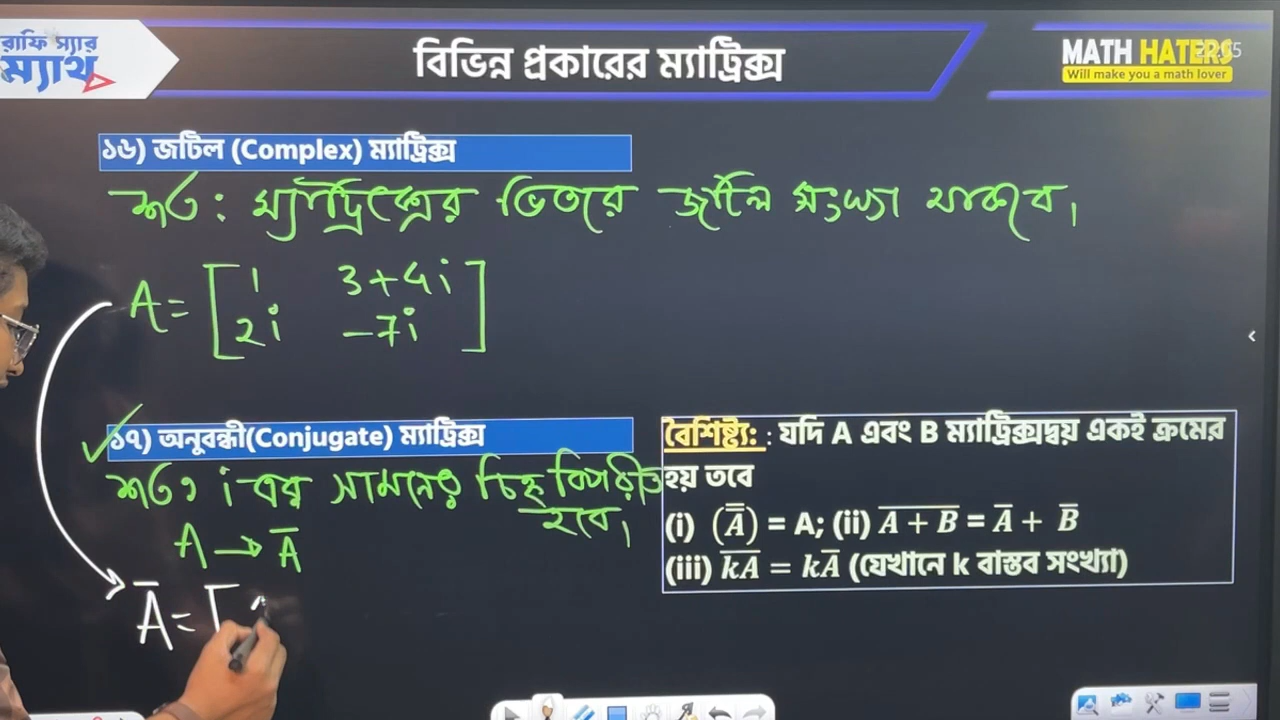 রাফি স্যার
ম্যাথ
বিভিন্ন প্রকারের ম্যাট্রিক্স
MATH HATERS
Will make you a math lover
১৬) জটিল (Complex) ম্যাট্রিক্স
শর্ত : ম্যাট্রিক্সের ভিতরে জটিল সংখ্যা থাকবে।
A = [ 1 3+4i
2i -7i ]
১৭) অনুবন্ধী(Conjugate) ম্যাট্রিক্স
শর্তঃ i এর সামনের চিহ্ন বিপরীত
হবে।
A → A̅
A̅ = [
বৈশিষ্ট্য: : যদি A এবং B ম্যাট্রিক্সদ্বয় একই ক্রমের
হয় তবে
(i) (A̿) = A; (ii) A̅ ̅+̅ ̅B̅ = A̅ + B̅
(iii) k̅A̅ = kA̅ (যেখানে k বাস্তব সংখ্যা)